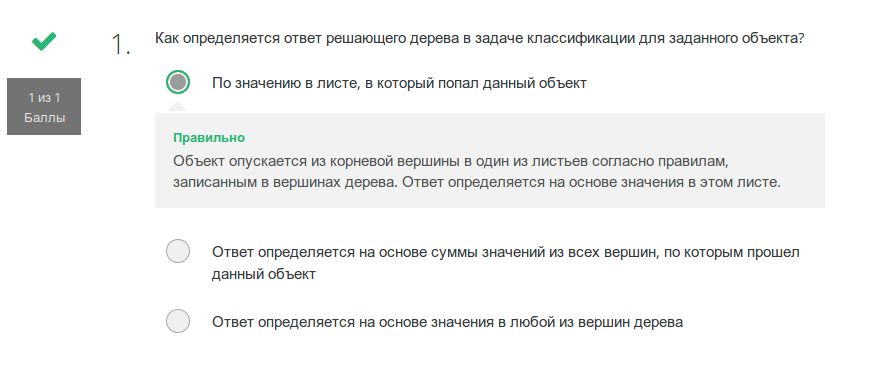 1.
Как определяется ответ решающего дерева в задаче классификации для заданного объекта?
1 из 1
Баллы
По значению в листе, в который попал данный объект
Правильно
Объект опускается из корневой вершины в один из листьев согласно правилам,
записанным в вершинах дерева. Ответ определяется на основе значения в этом листе.
Ответ определяется на основе суммы значений из всех вершин, по которым прошел
данный объект
Ответ определяется на основе значения в любой из вершин дерева